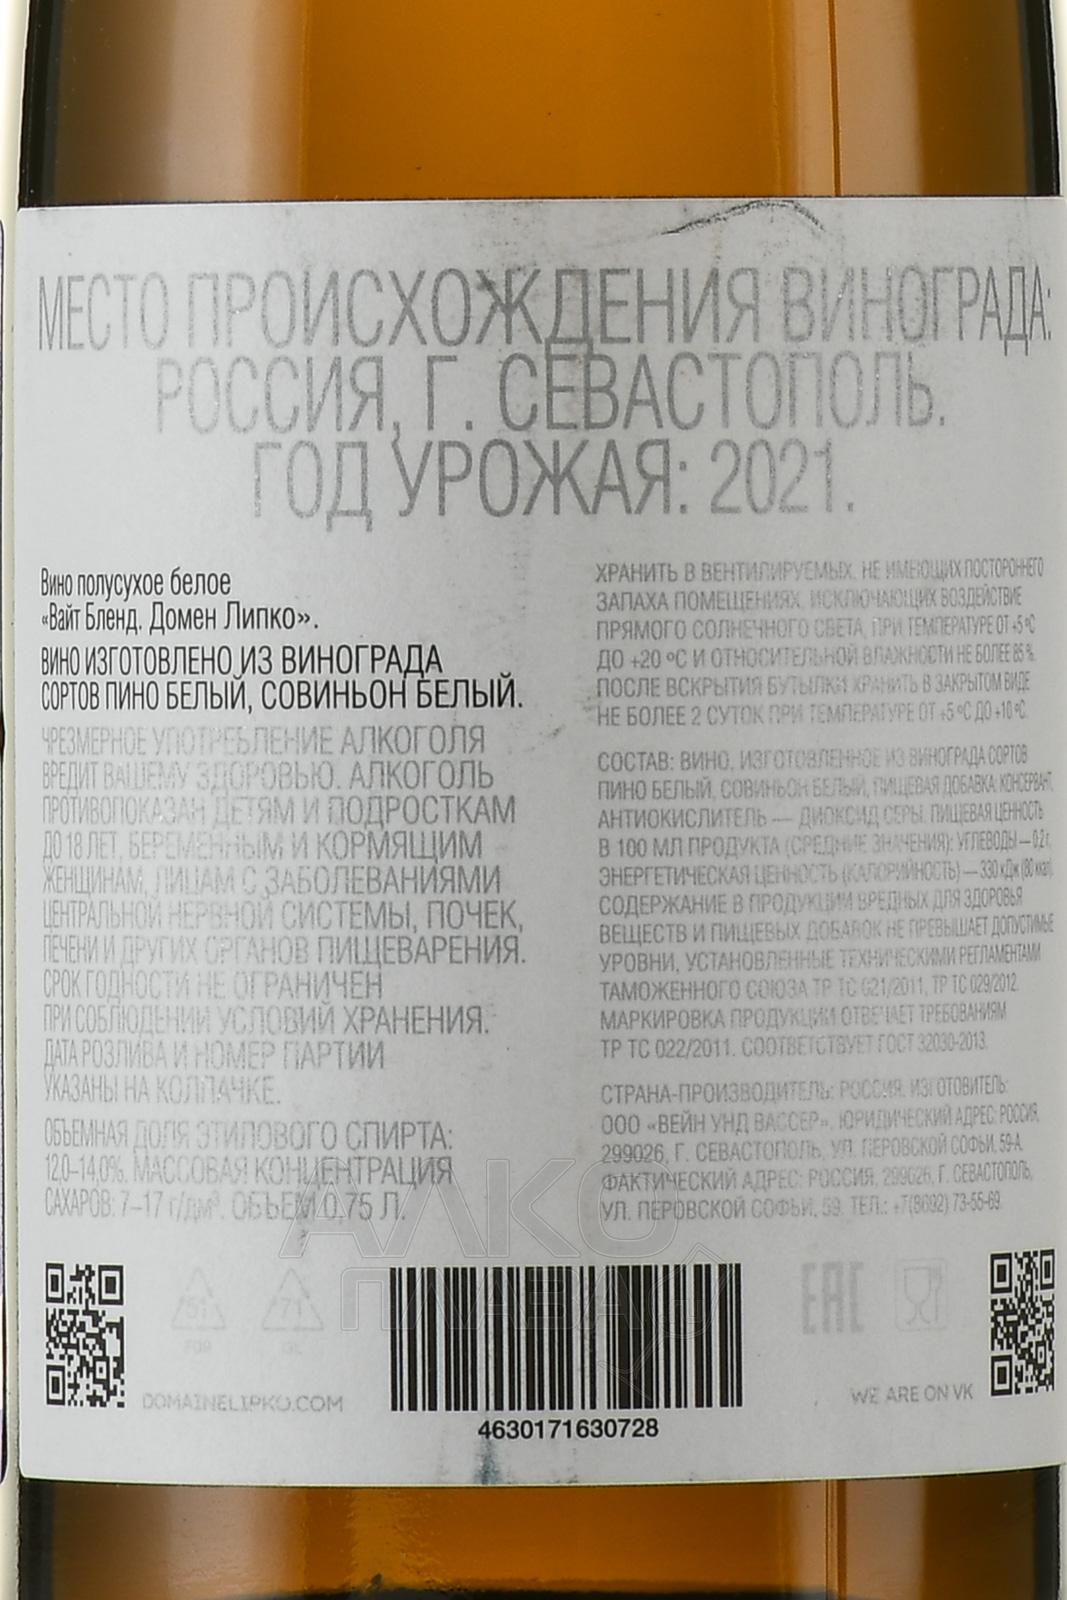 МЕСТО ПРОИСХОЖДЕНИЯ ВИНОГРАДА:
РОССИЯ, Г. СЕВАСТОПОЛЬ.
ГОД УРОЖАЯ: 2021.
Вино полусухое белое
«Вайт Бленд. Домен Липко».
ВИНО ИЗГОТОВЛЕНО ИЗ ВИНОГРАДА
СОРТОВ ПИНО БЕЛЫЙ, СОВИНЬОН БЕЛЫЙ.
ЧРЕЗМЕРНОЕ УПОТРЕБЛЕНИЕ АЛКОГОЛЯ
ВРЕДИТ ВАШЕМУ ЗДОРОВЬЮ. АЛКОГОЛЬ
ПРОТИВОПОКАЗАН ДЕТЯМ И ПОДРОСТКАМ
ДО 18 ЛЕТ, БЕРЕМЕННЫМ И КОРМЯЩИМ
ЖЕНЩИНАМ, ЛИЦАМ С ЗАБОЛЕВАНИЯМИ
ЦЕНТРАЛЬНОЙ НЕРВНОЙ СИСТЕМЫ, ПОЧЕК,
ПЕЧЕНИ И ДРУГИХ ОРГАНОВ ПИЩЕВАРЕНИЯ.
СРОК ГОДНОСТИ НЕ ОГРАНИЧЕН
ПРИ СОБЛЮДЕНИИ УСЛОВИЙ ХРАНЕНИЯ.
ДАТА РОЗЛИВА И НОМЕР ПАРТИИ
УКАЗАНЫ НА КОЛПАЧКЕ.
ОБЪЕМНАЯ ДОЛЯ ЭТИЛОВОГО СПИРТА:
12,0–14,0%. МАССОВАЯ КОНЦЕНТРАЦИЯ
САХАРОВ: 7–17 г/дм³. ОБЪЕМ 0,75 Л.
ХРАНИТЬ В ВЕНТИЛИРУЕМЫХ, НЕ ИМЕЮЩИХ ПОСТОРОННЕГО
ЗАПАХА ПОМЕЩЕНИЯХ, ИСКЛЮЧАЮЩИХ ВОЗДЕЙСТВИЕ
ПРЯМОГО СОЛНЕЧНОГО СВЕТА, ПРИ ТЕМПЕРАТУРЕ ОТ +5 ºС
ДО +20 ºС И ОТНОСИТЕЛЬНОЙ ВЛАЖНОСТИ НЕ БОЛЕЕ 85 %.
ПОСЛЕ ВСКРЫТИЯ БУТЫЛКИ ХРАНИТЬ В ЗАКРЫТОМ ВИДЕ
НЕ БОЛЕЕ 2 СУТОК ПРИ ТЕМПЕРАТУРЕ ОТ +5 ºС ДО +10 ºС.
СОСТАВ: ВИНО, ИЗГОТОВЛЕННОЕ ИЗ ВИНОГРАДА СОРТОВ
ПИНО БЕЛЫЙ, СОВИНЬОН БЕЛЫЙ, ПИЩЕВАЯ ДОБАВКА: КОНСЕРВАНТ,
АНТИОКИСЛИТЕЛЬ — ДИОКСИД СЕРЫ. ПИЩЕВАЯ ЦЕННОСТЬ
В 100 МЛ ПРОДУКТА (СРЕДНИЕ ЗНАЧЕНИЯ): УГЛЕВОДЫ — 0,2 г,
ЭНЕРГЕТИЧЕСКАЯ ЦЕННОСТЬ (КАЛОРИЙНОСТЬ) — 330 кДж (80 ккал).
СОДЕРЖАНИЕ В ПРОДУКЦИИ ВРЕДНЫХ ДЛЯ ЗДОРОВЬЯ
ВЕЩЕСТВ И ПИЩЕВЫХ ДОБАВОК НЕ ПРЕВЫШАЕТ ДОПУСТИМЫЕ
УРОВНИ, УСТАНОВЛЕННЫЕ ТЕХНИЧЕСКИМИ РЕГЛАМЕНТАМИ
ТАМОЖЕННОГО СОЮЗА ТР ТС 021/2011, ТР ТС 029/2012.
МАРКИРОВКА ПРОДУКЦИИ ОТВЕЧАЕТ ТРЕБОВАНИЯМ
ТР ТС 022/2011. СООТВЕТСТВУЕТ ГОСТ 32030-2013.
СТРАНА-ПРОИЗВОДИТЕЛЬ: РОССИЯ. ИЗГОТОВИТЕЛЬ:
ООО «ВЕЙН УНД ВАССЕР». ЮРИДИЧЕСКИЙ АДРЕС: РОССИЯ,
299026, Г. СЕВАСТОПОЛЬ, УЛ. ПЕРОВСКОЙ СОФЬИ, 59-А.
ФАКТИЧЕСКИЙ АДРЕС: РОССИЯ, 299026, Г. СЕВАСТОПОЛЬ,
УЛ. ПЕРОВСКОЙ СОФЬИ, 59. ТЕЛ.: +7(8692) 73-55-69.
51
FOR
71
GL
DOMAINELIPKO.COM
4630171630728
EAC
WE ARE ON VK
АЛКО
ПЛАЗА